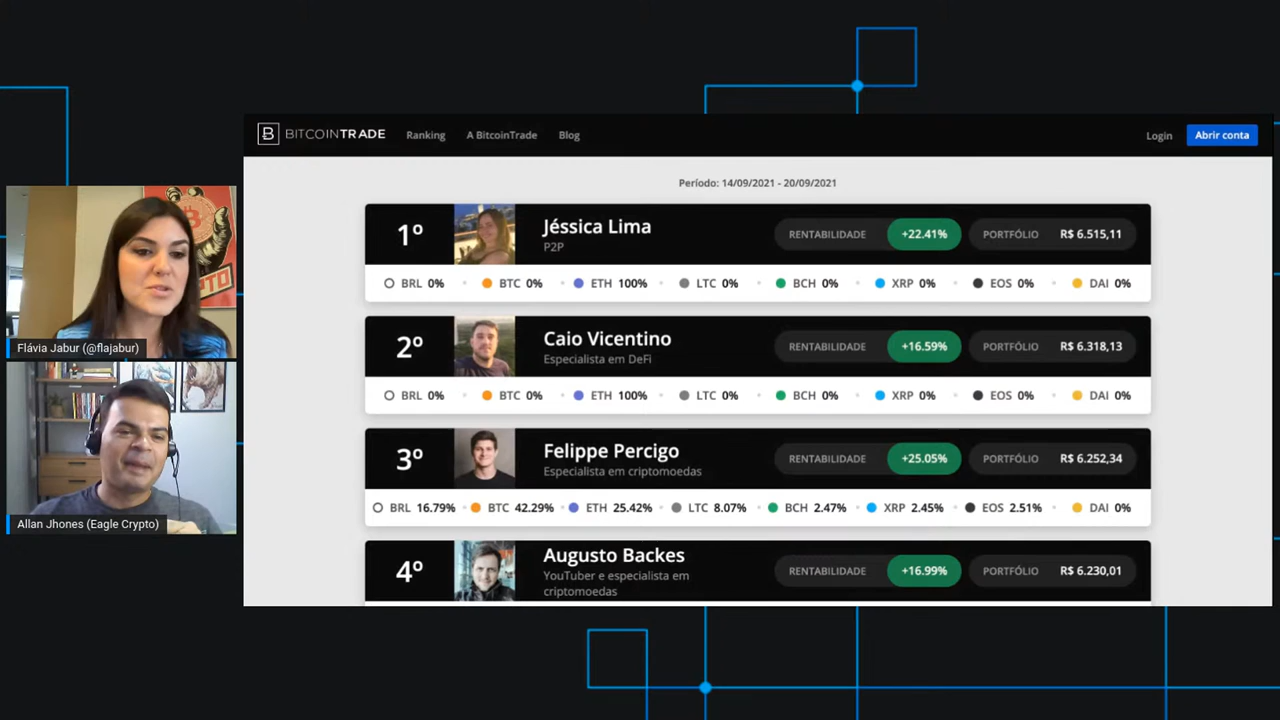 BITCOINTRADE
Ranking
A BitcoinTrade
Blog
Login
Abrir conta
Período: 14/09/2021 - 20/09/2021
1º
Jéssica Lima
P2P
RENTABILIDADE +22.41%
PORTFÓLIO R$ 6.515,11
BRL 0% BTC 0% ETH 100% LTC 0% BCH 0% XRP 0% EOS 0% DAI 0%
2º
Caio Vicentino
Especialista em DeFi
RENTABILIDADE +16.59%
PORTFÓLIO R$ 6.318,13
BRL 0% BTC 0% ETH 100% LTC 0% BCH 0% XRP 0% EOS 0% DAI 0%
3º
Felippe Percigo
Especialista em criptomoedas
RENTABILIDADE +25.05%
PORTFÓLIO R$ 6.252,34
BRL 16.79% BTC 42.29% ETH 25.42% LTC 8.07% BCH 2.47% XRP 2.45% EOS 2.51% DAI 0%
4º
Augusto Backes
YouTuber e especialista em
criptomoedas
RENTABILIDADE +16.99%
PORTFÓLIO R$ 6.230,01
Flávia Jabur (@flajabur)
Allan Jhones (Eagle Crypto)